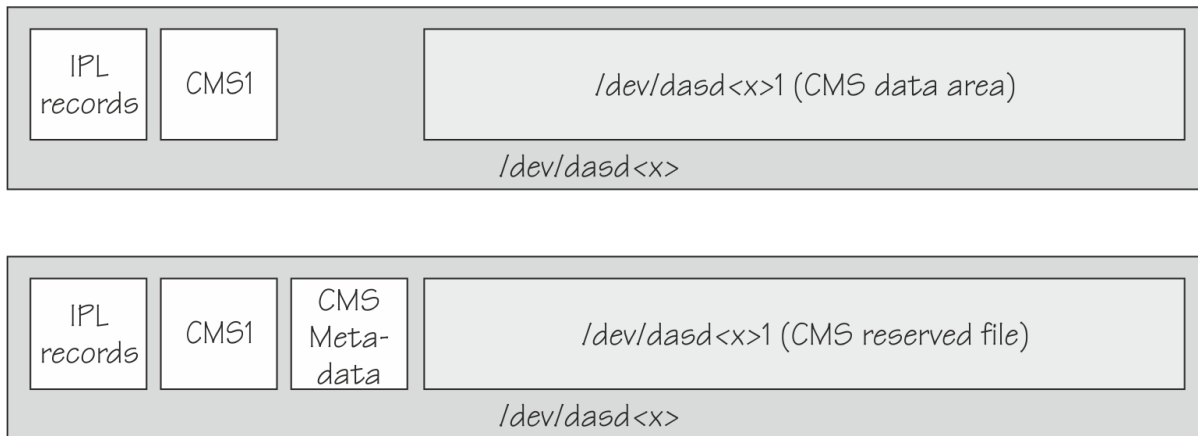 IPL
records
CMS1
/dev/dasd<x>1 (CMS data area)
/dev/dasd<x>
IPL
records
CMS1
CMS
Meta-
data
/dev/dasd<x>1 (CMS reserved file)
/dev/dasd<x>